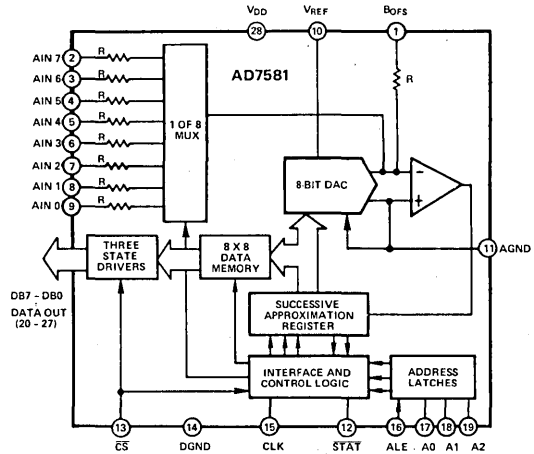 VDD
VREF
BOFS
28
10
1
AD7581
AIN 7 2 R
AIN 6 3 R
AIN 5 4 R
AIN 4 5 R
AIN 3 6 R
AIN 2 7 R
AIN 1 8 R
AIN 0 9 R
1 OF 8
MUX
R
8-BIT DAC
−
+
11 AGND
THREE
STATE
DRIVERS
8 X 8
DATA
MEMORY
DB7 - DB0
DATA OUT
(20 - 27)
SUCCESSIVE
APPROXIMATION
REGISTER
INTERFACE AND
CONTROL LOGIC
ADDRESS
LATCHES
13
14
15
12
16
17
18
19
CS
DGND
CLK
STAT
ALE
A0
A1
A2